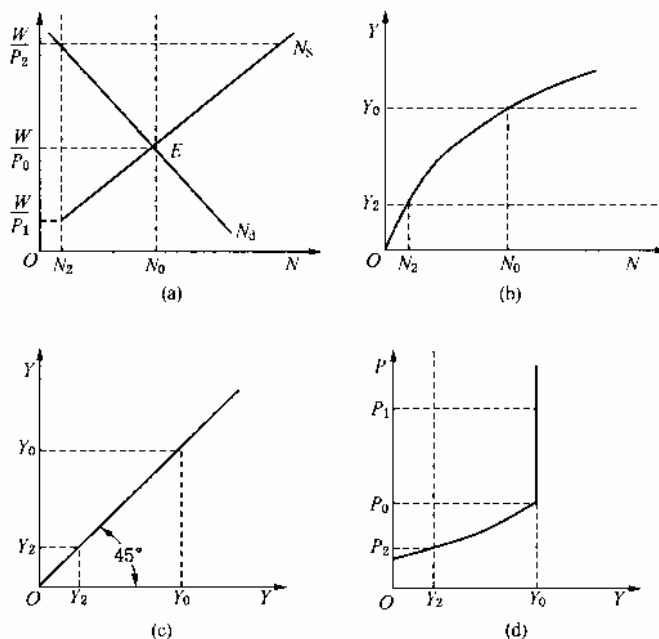 N
W/P₂
N_S
W/P₀
E
W/P₁
N_d
O N₂ N₀ N
(a)
Y
Y₀
Y₂
O N₂ N₀ N
(b)
Y
Y₀
Y₂
45°
O Y₂ Y₀ Y
(c)
P
P₁
P₀
P₂
O Y₂ Y₀ Y
(d)